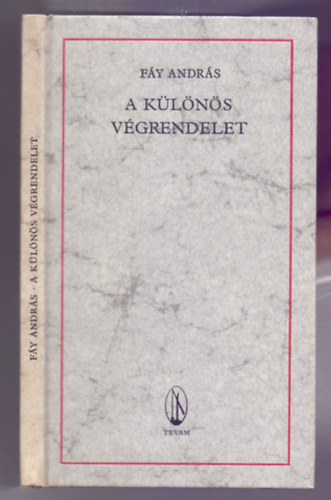 FÁY ANDRÁS
A KÜLÖNÖS
VÉGRENDELET
TEVAN
FÁY ANDRÁS · A KÜLÖNÖS VÉGRENDELET